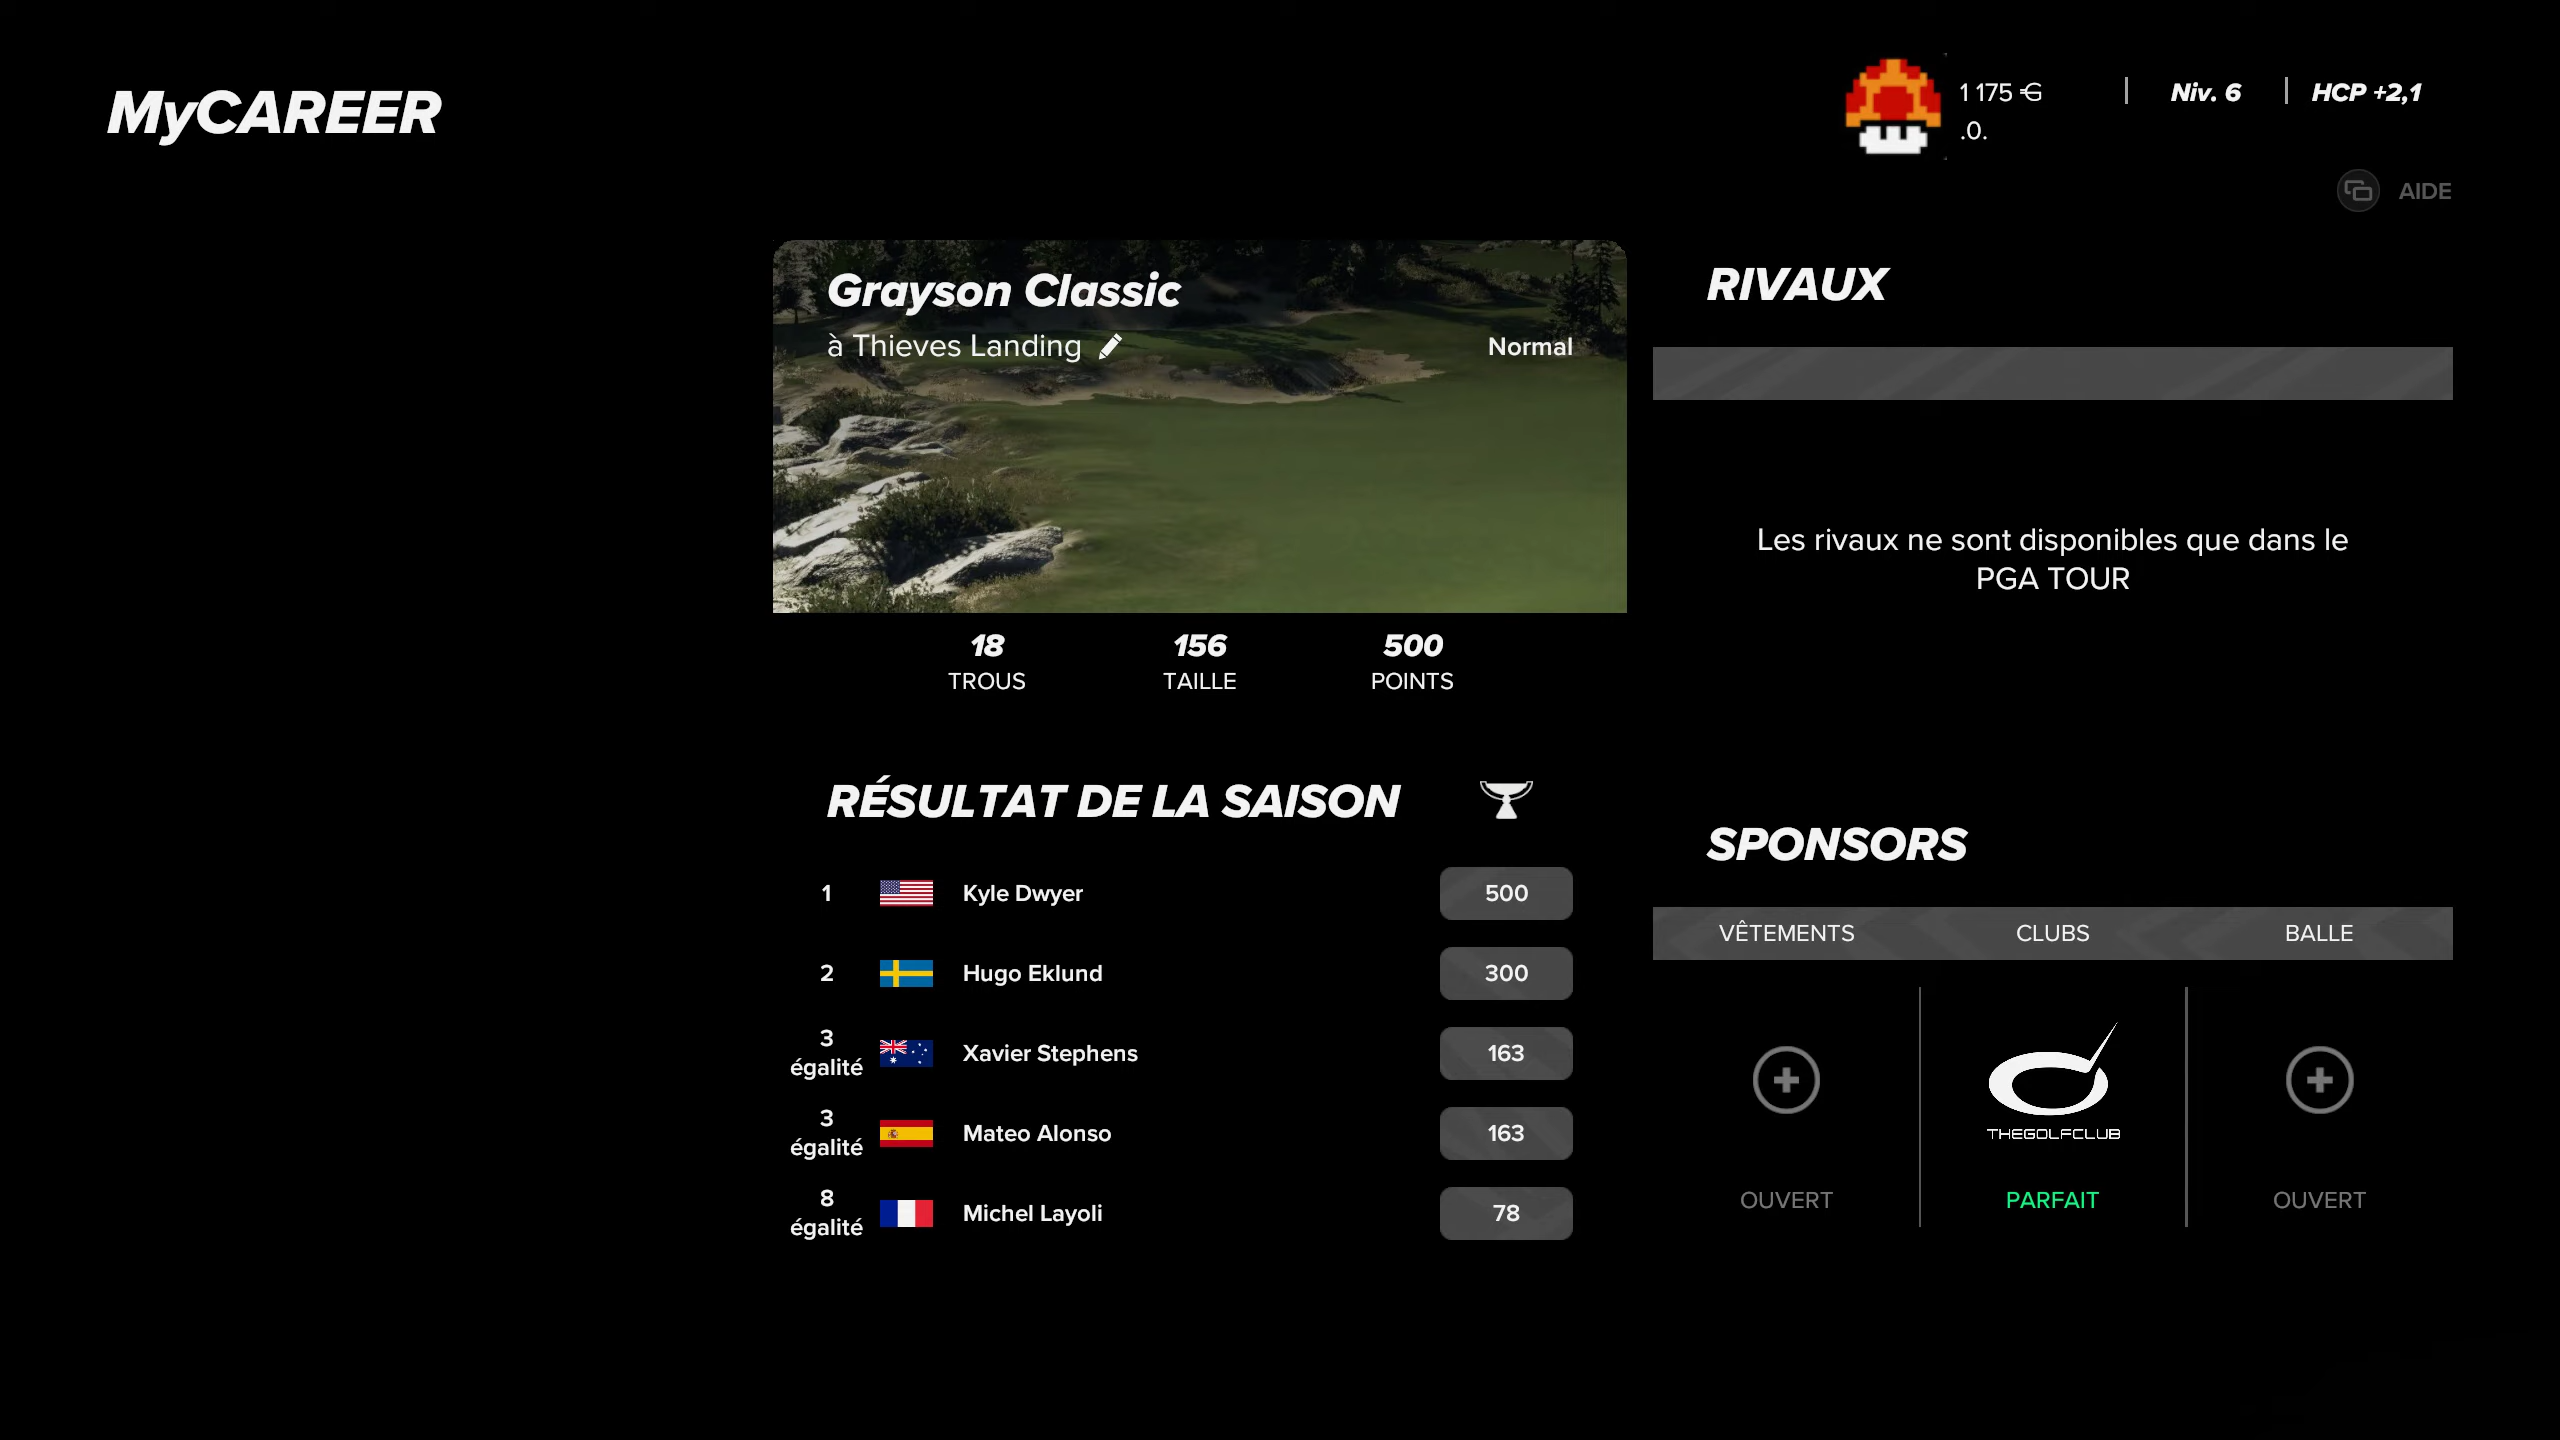 MyCAREER
1 175
.0.
Niv. 6
HCP +2,1
AIDE
Grayson Classic
à Thieves Landing
Normal
18
TROUS
156
TAILLE
500
POINTS
RÉSULTAT DE LA SAISON
1 Kyle Dwyer 500
2 Hugo Eklund 300
3
égalité Xavier Stephens 163
3
égalité Mateo Alonso 163
8
égalité Michel Layoli 78
RIVAUX
Les rivaux ne sont disponibles que dans le
PGA TOUR
SPONSORS
VÊTEMENTS CLUBS BALLE
THEGOLFCLUB
OUVERT PARFAIT OUVERT